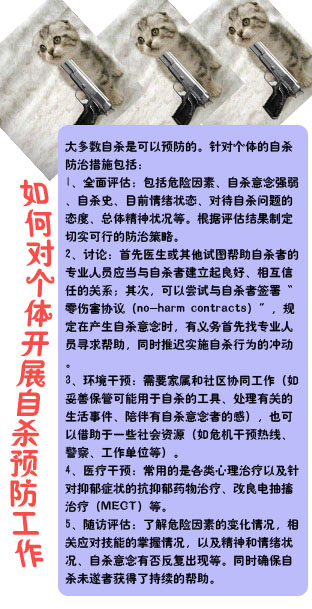 如何对个体开展自杀预防工作
大多数自杀是可以预防的。针对个体的自杀
防治措施包括：
1、全面评估：包括危险因素、自杀意念强弱
、自杀史、目前情绪状态、对待自杀问题的
态度、总体精神状况等。根据评估结果制定
切实可行的防治策略。
2、讨论：首先医生或其他试图帮助自杀者的
专业人员应当与自杀者建立起良好、相互信
任的关系；其次，可以尝试与自杀者签署“
零伤害协议（no-harm contracts）”，规
定在产生自杀意念时，有义务首先找专业人
员寻求帮助，同时推迟实施自杀行为的冲动
。
3、环境干预：需要家属和社区协同工作（如
妥善保管可能用于自杀的工具、处理有关的
生活事件、陪伴有自杀意念者的感），也可
以借助于一些社会资源（如危机干预热线、
警察、工作单位等）。
4、医疗干预：常用的是各类心理治疗以及针
对抑郁症状的抗抑郁药物治疗、改良电抽搐
治疗（MECT）等。
5、随访评估：了解危险因素的变化情况，相
关应对技能的掌握情况，以及精神和情绪状
况、自杀意念有否反复出现等。同时确保自
杀未遂者获得了持续的帮助。